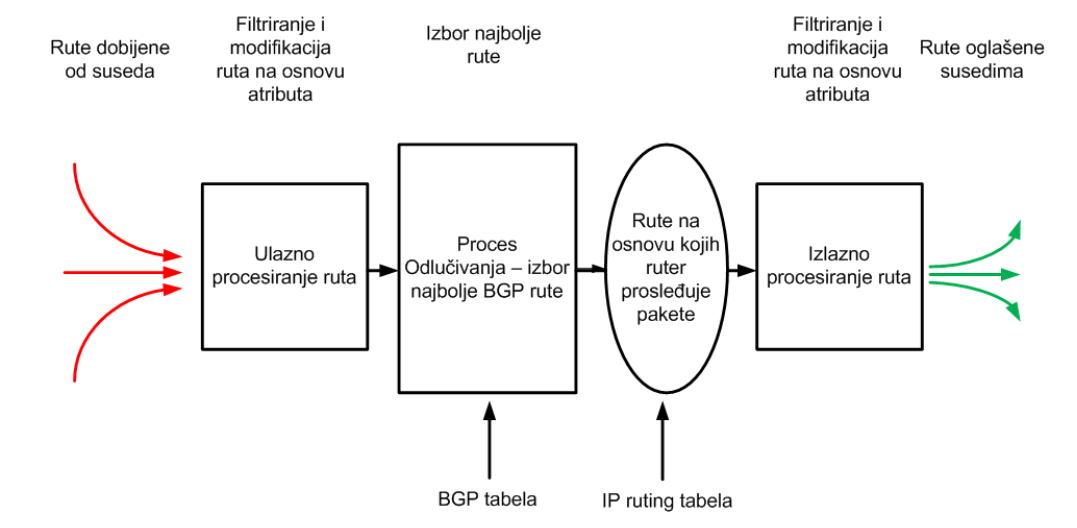 Rute dobijene
od suseda
Filtriranje i
modifikacija
ruta na osnovu
atributa
Izbor najbolje
rute
Filtriranje i
modifikacija
ruta na osnovu
atributa
Rute oglašene
susedima
Ulazno
procesiranje ruta
Proces
Odlučivanja – izbor
najbolje BGP rute
Rute na
osnovu kojih
ruter
prosleđuje
pakete
Izlazno
procesiranje ruta
BGP tabela
IP ruting tabela